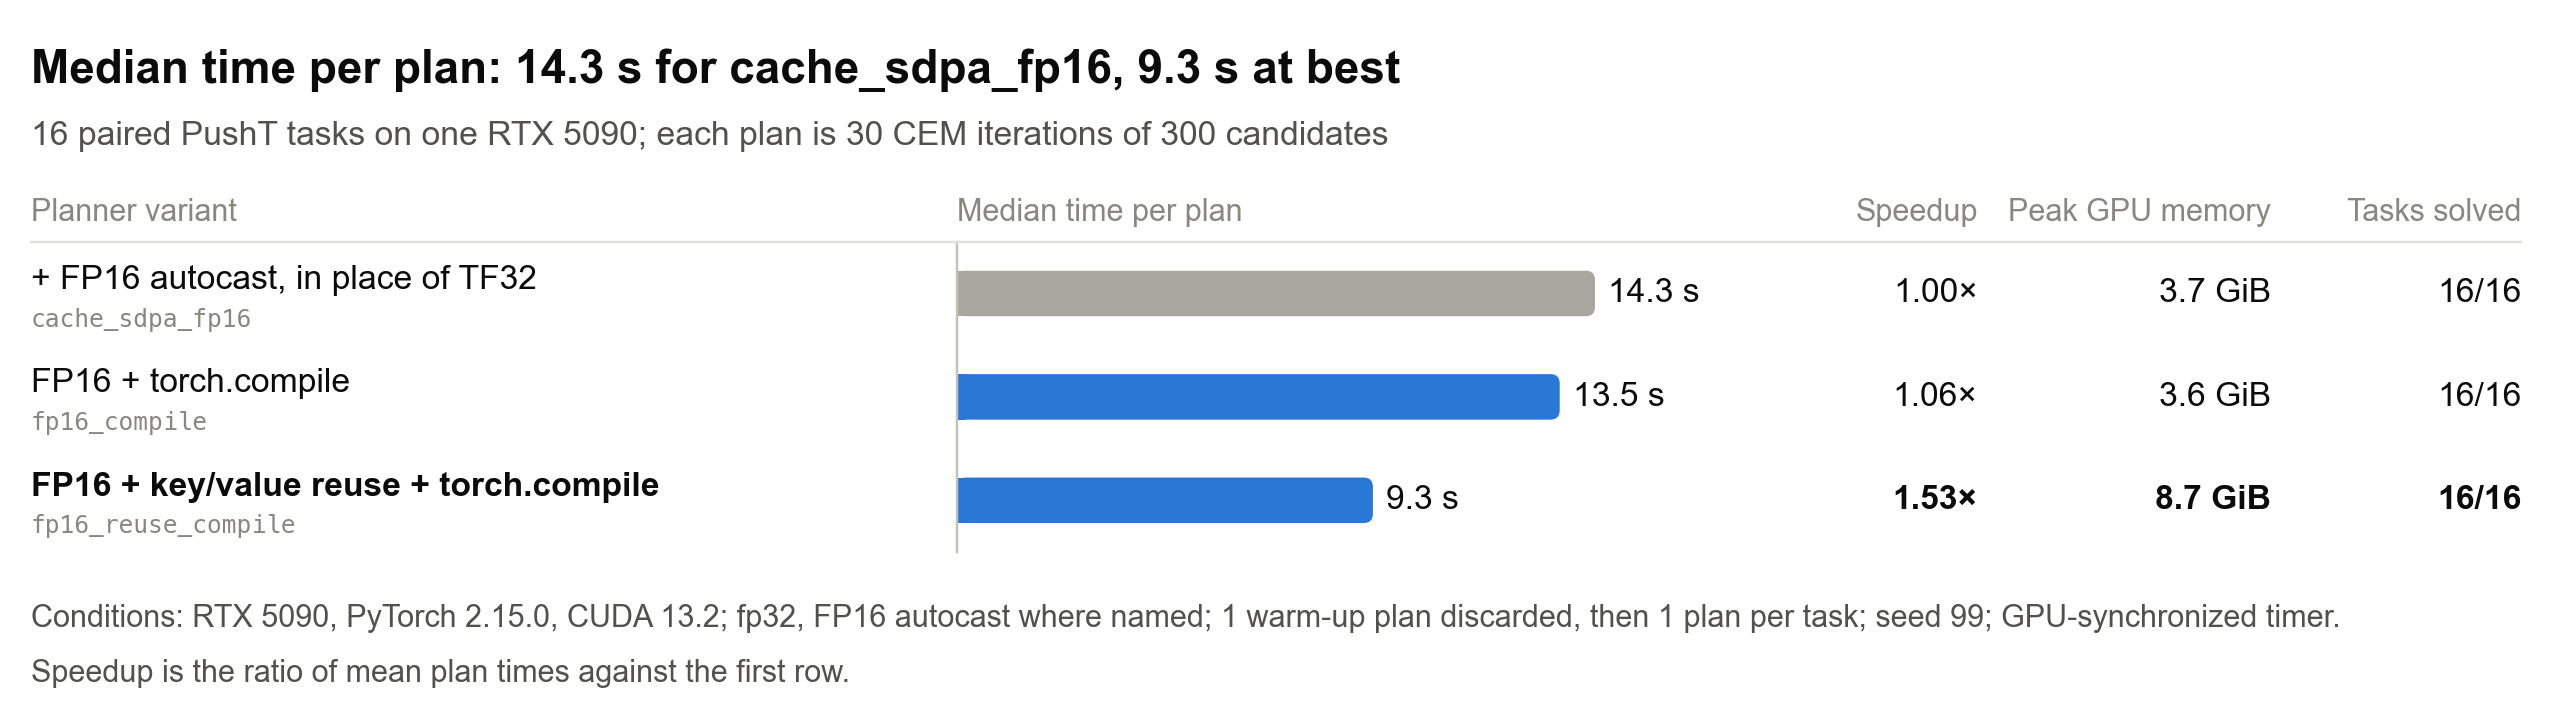 Median time per plan: 14.3 s for cache_sdpa_fp16, 9.3 s at best
16 paired PushT tasks on one RTX 5090; each plan is 30 CEM iterations of 300 candidates
Planner variant Median time per plan Speedup Peak GPU memory Tasks solved
+ FP16 autocast, in place of TF32
cache_sdpa_fp16
14.3 s 1.00× 3.7 GiB 16/16
FP16 + torch.compile
fp16_compile
13.5 s 1.06× 3.6 GiB 16/16
FP16 + key/value reuse + torch.compile
fp16_reuse_compile
9.3 s 1.53× 8.7 GiB 16/16
Conditions: RTX 5090, PyTorch 2.15.0, CUDA 13.2; fp32, FP16 autocast where named; 1 warm-up plan discarded, then 1 plan per task; seed 99; GPU-synchronized timer.
Speedup is the ratio of mean plan times against the first row.